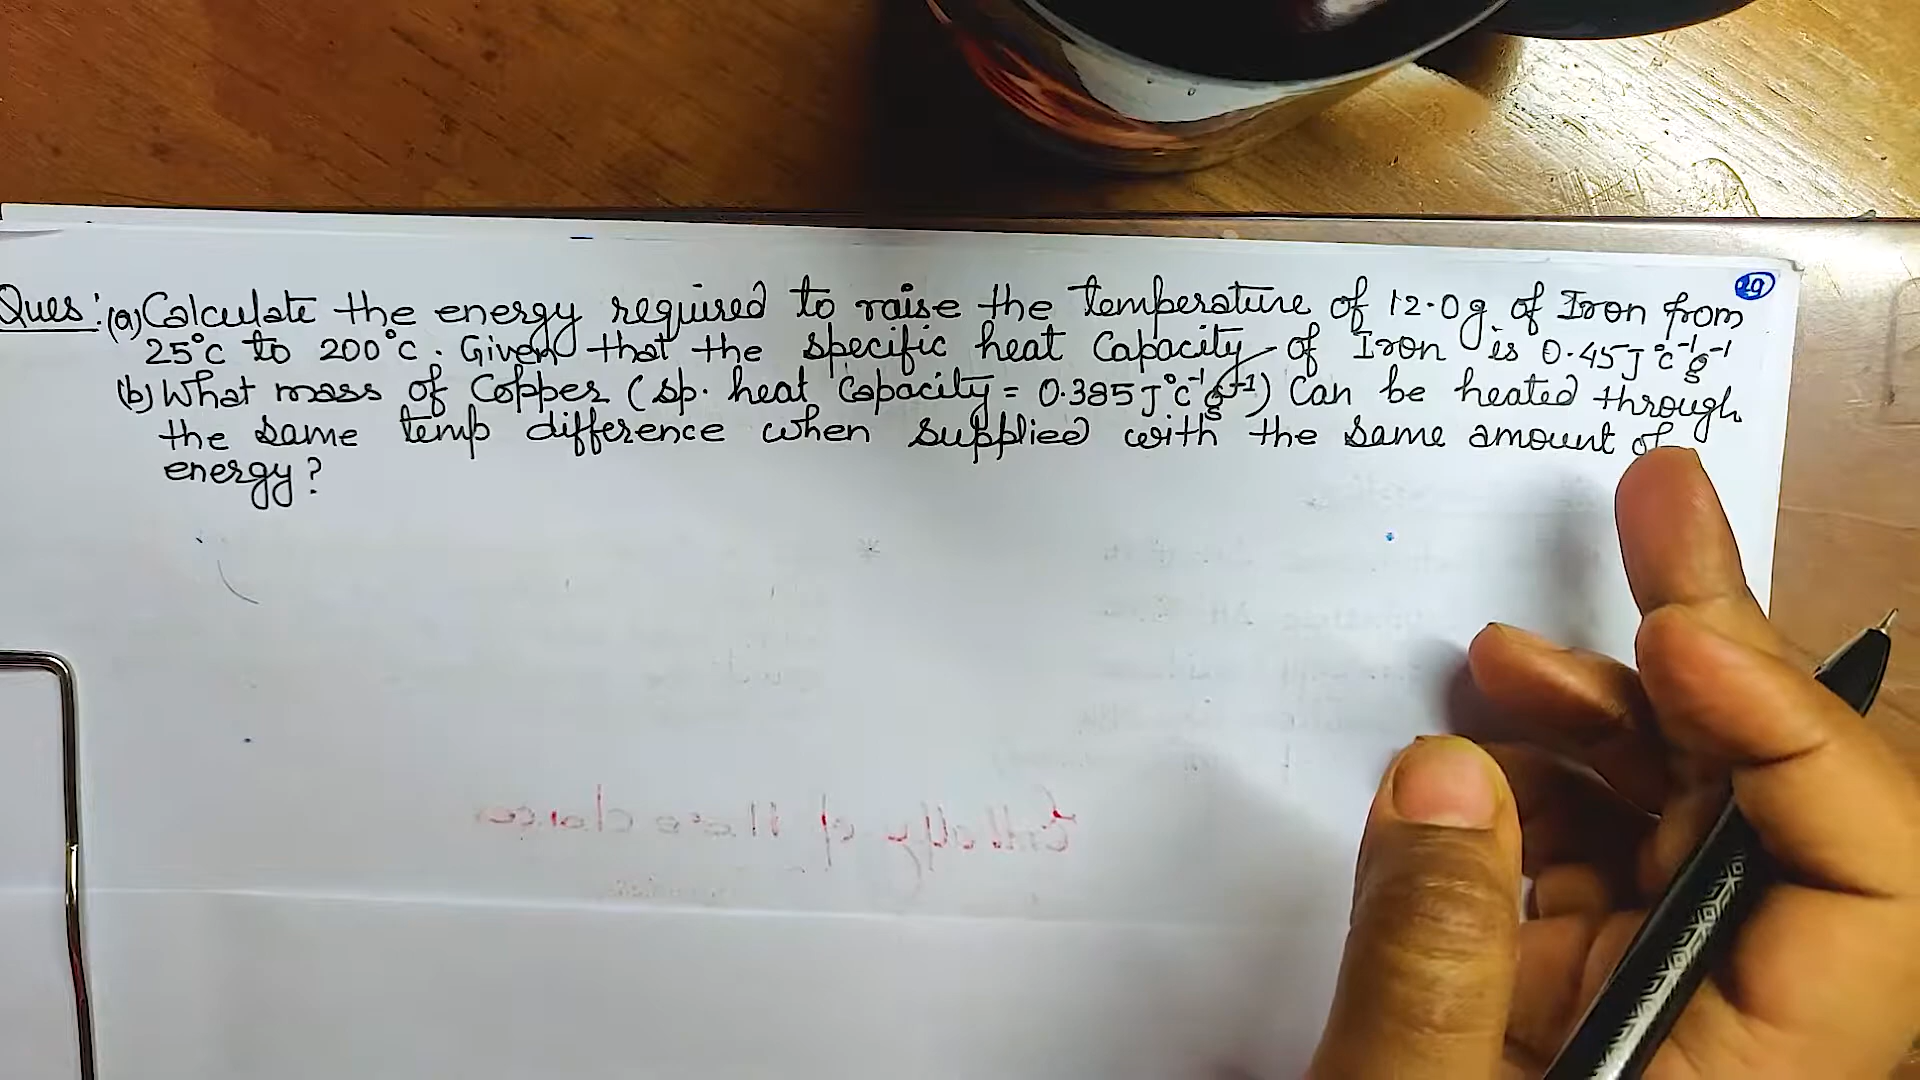 29
Ques: (a) Calculate the energy required to raise the temperature of 12.0g of Iron from
25°C to 200°C. Given that the specific heat Capacity of Iron is 0.45 J °C⁻¹ g⁻¹
(b) What mass of Copper (sp. heat Capacity = 0.385 J °C⁻¹ g⁻¹) Can be heated through
the same temp difference when supplied with the same amount of
energy?